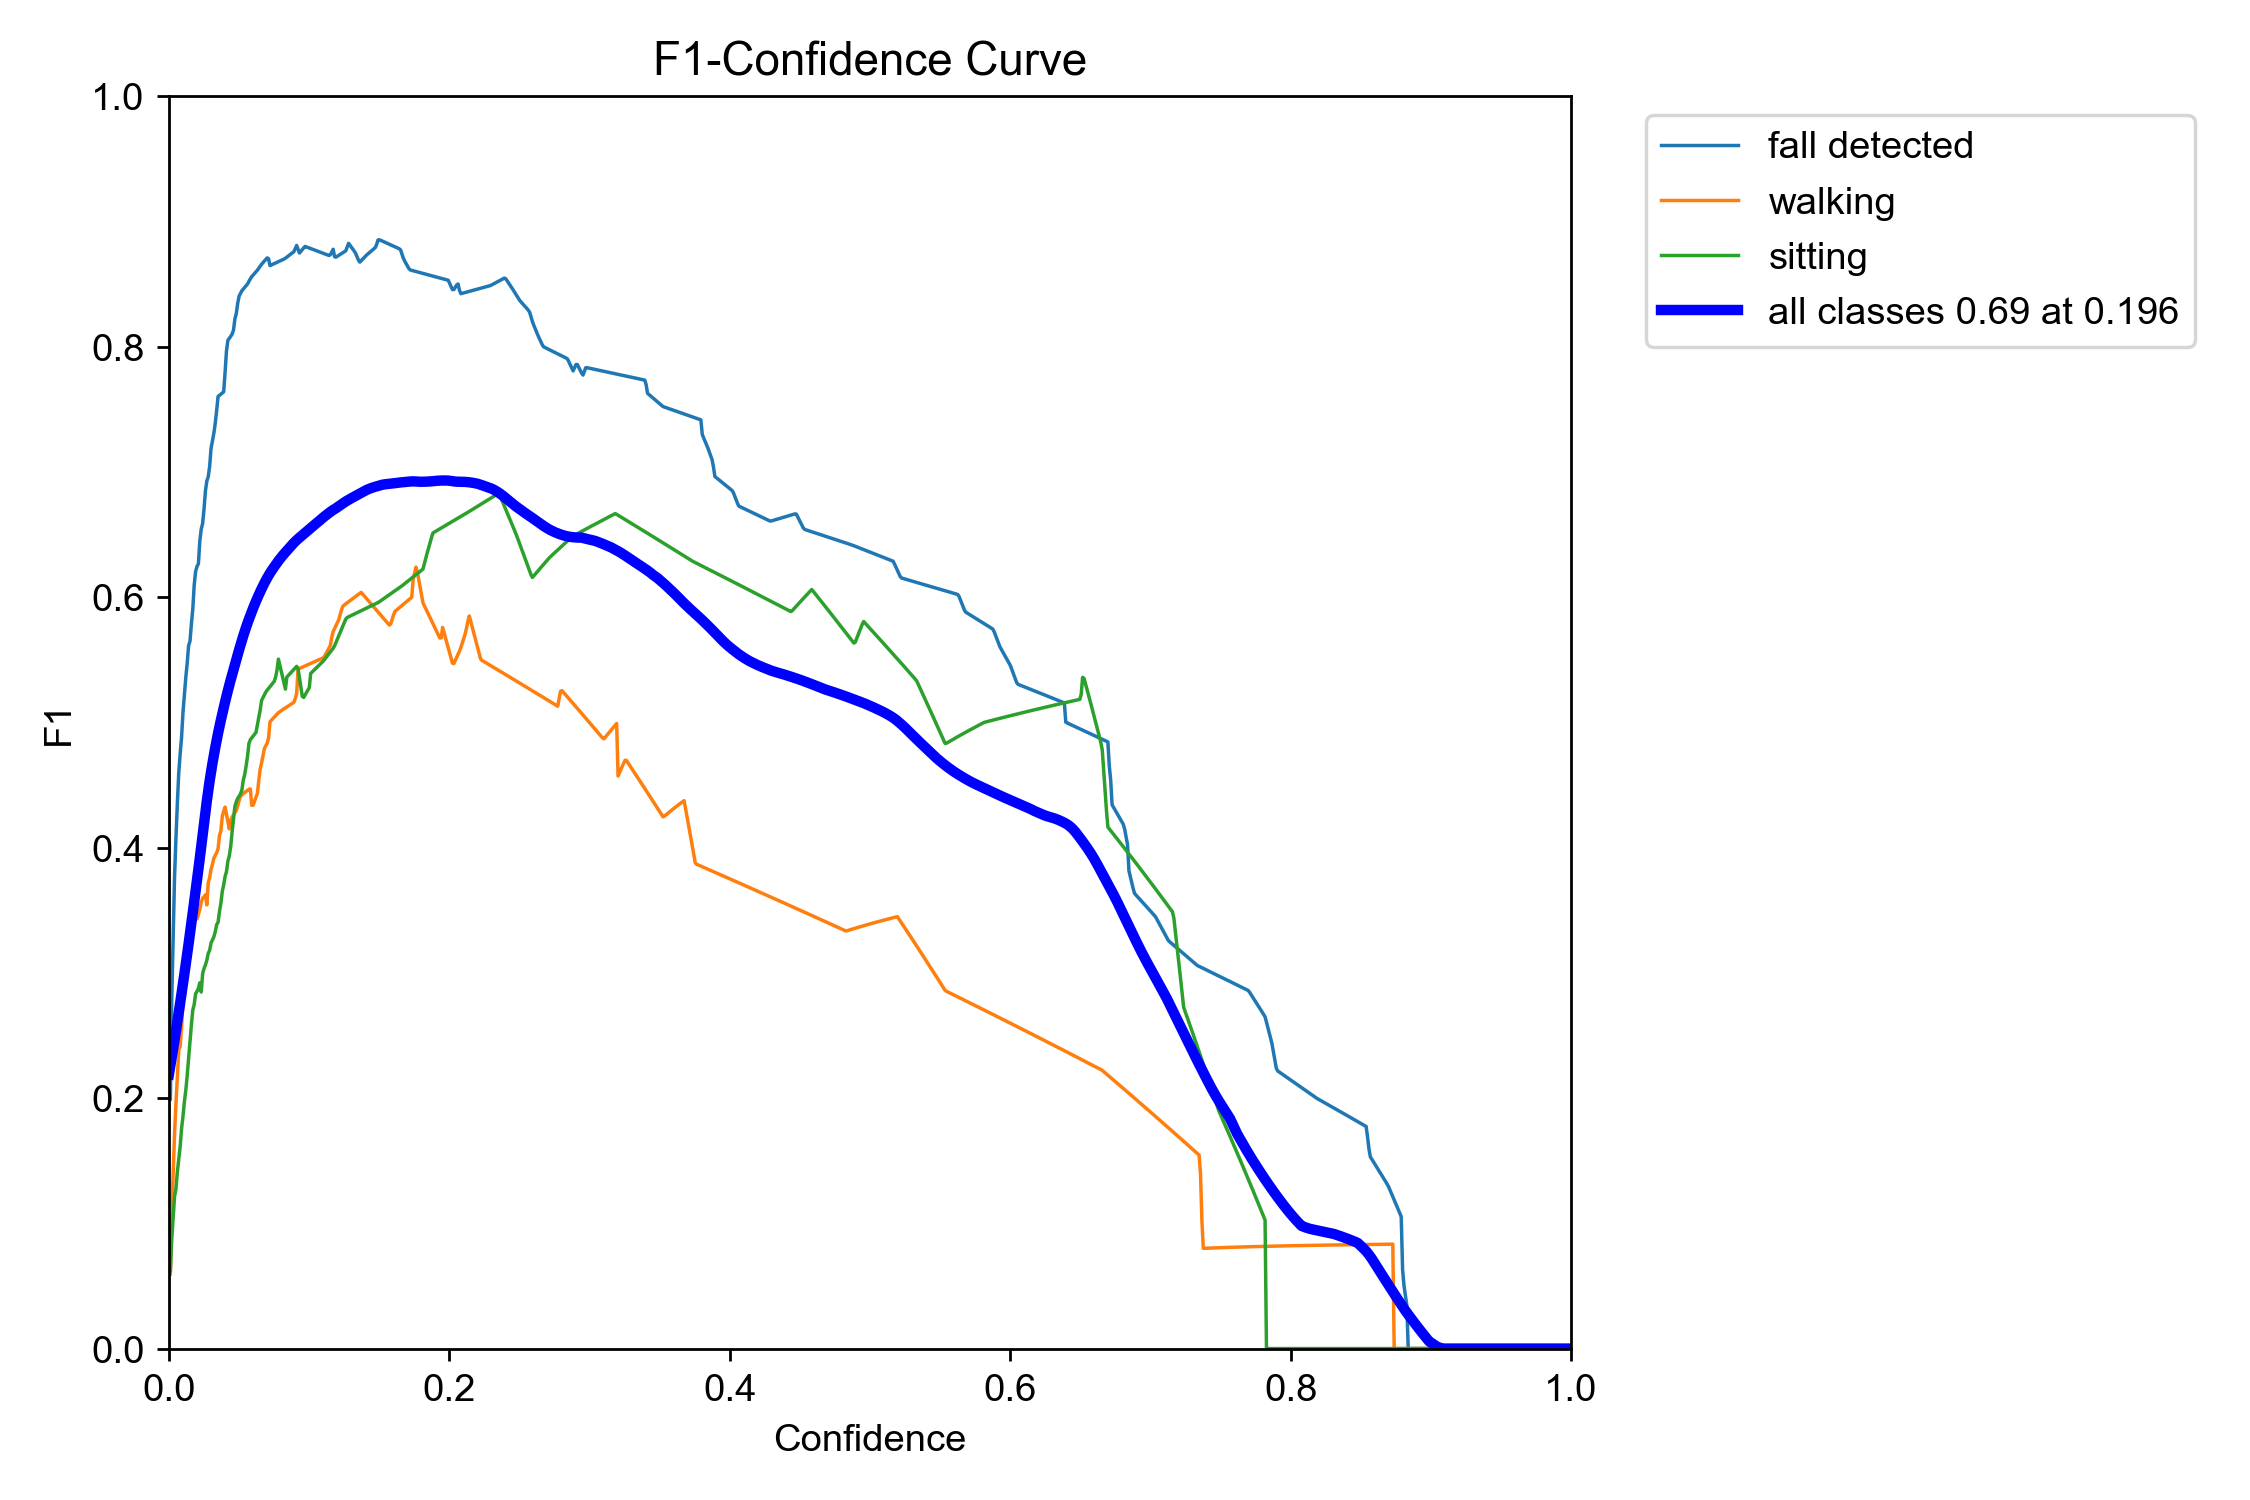 F1-Confidence Curve
1.0
0.8
0.6
0.4
0.2
0.0
F1
0.0 0.2 0.4 0.6 0.8 1.0
Confidence
fall detected
walking
sitting
all classes 0.69 at 0.196